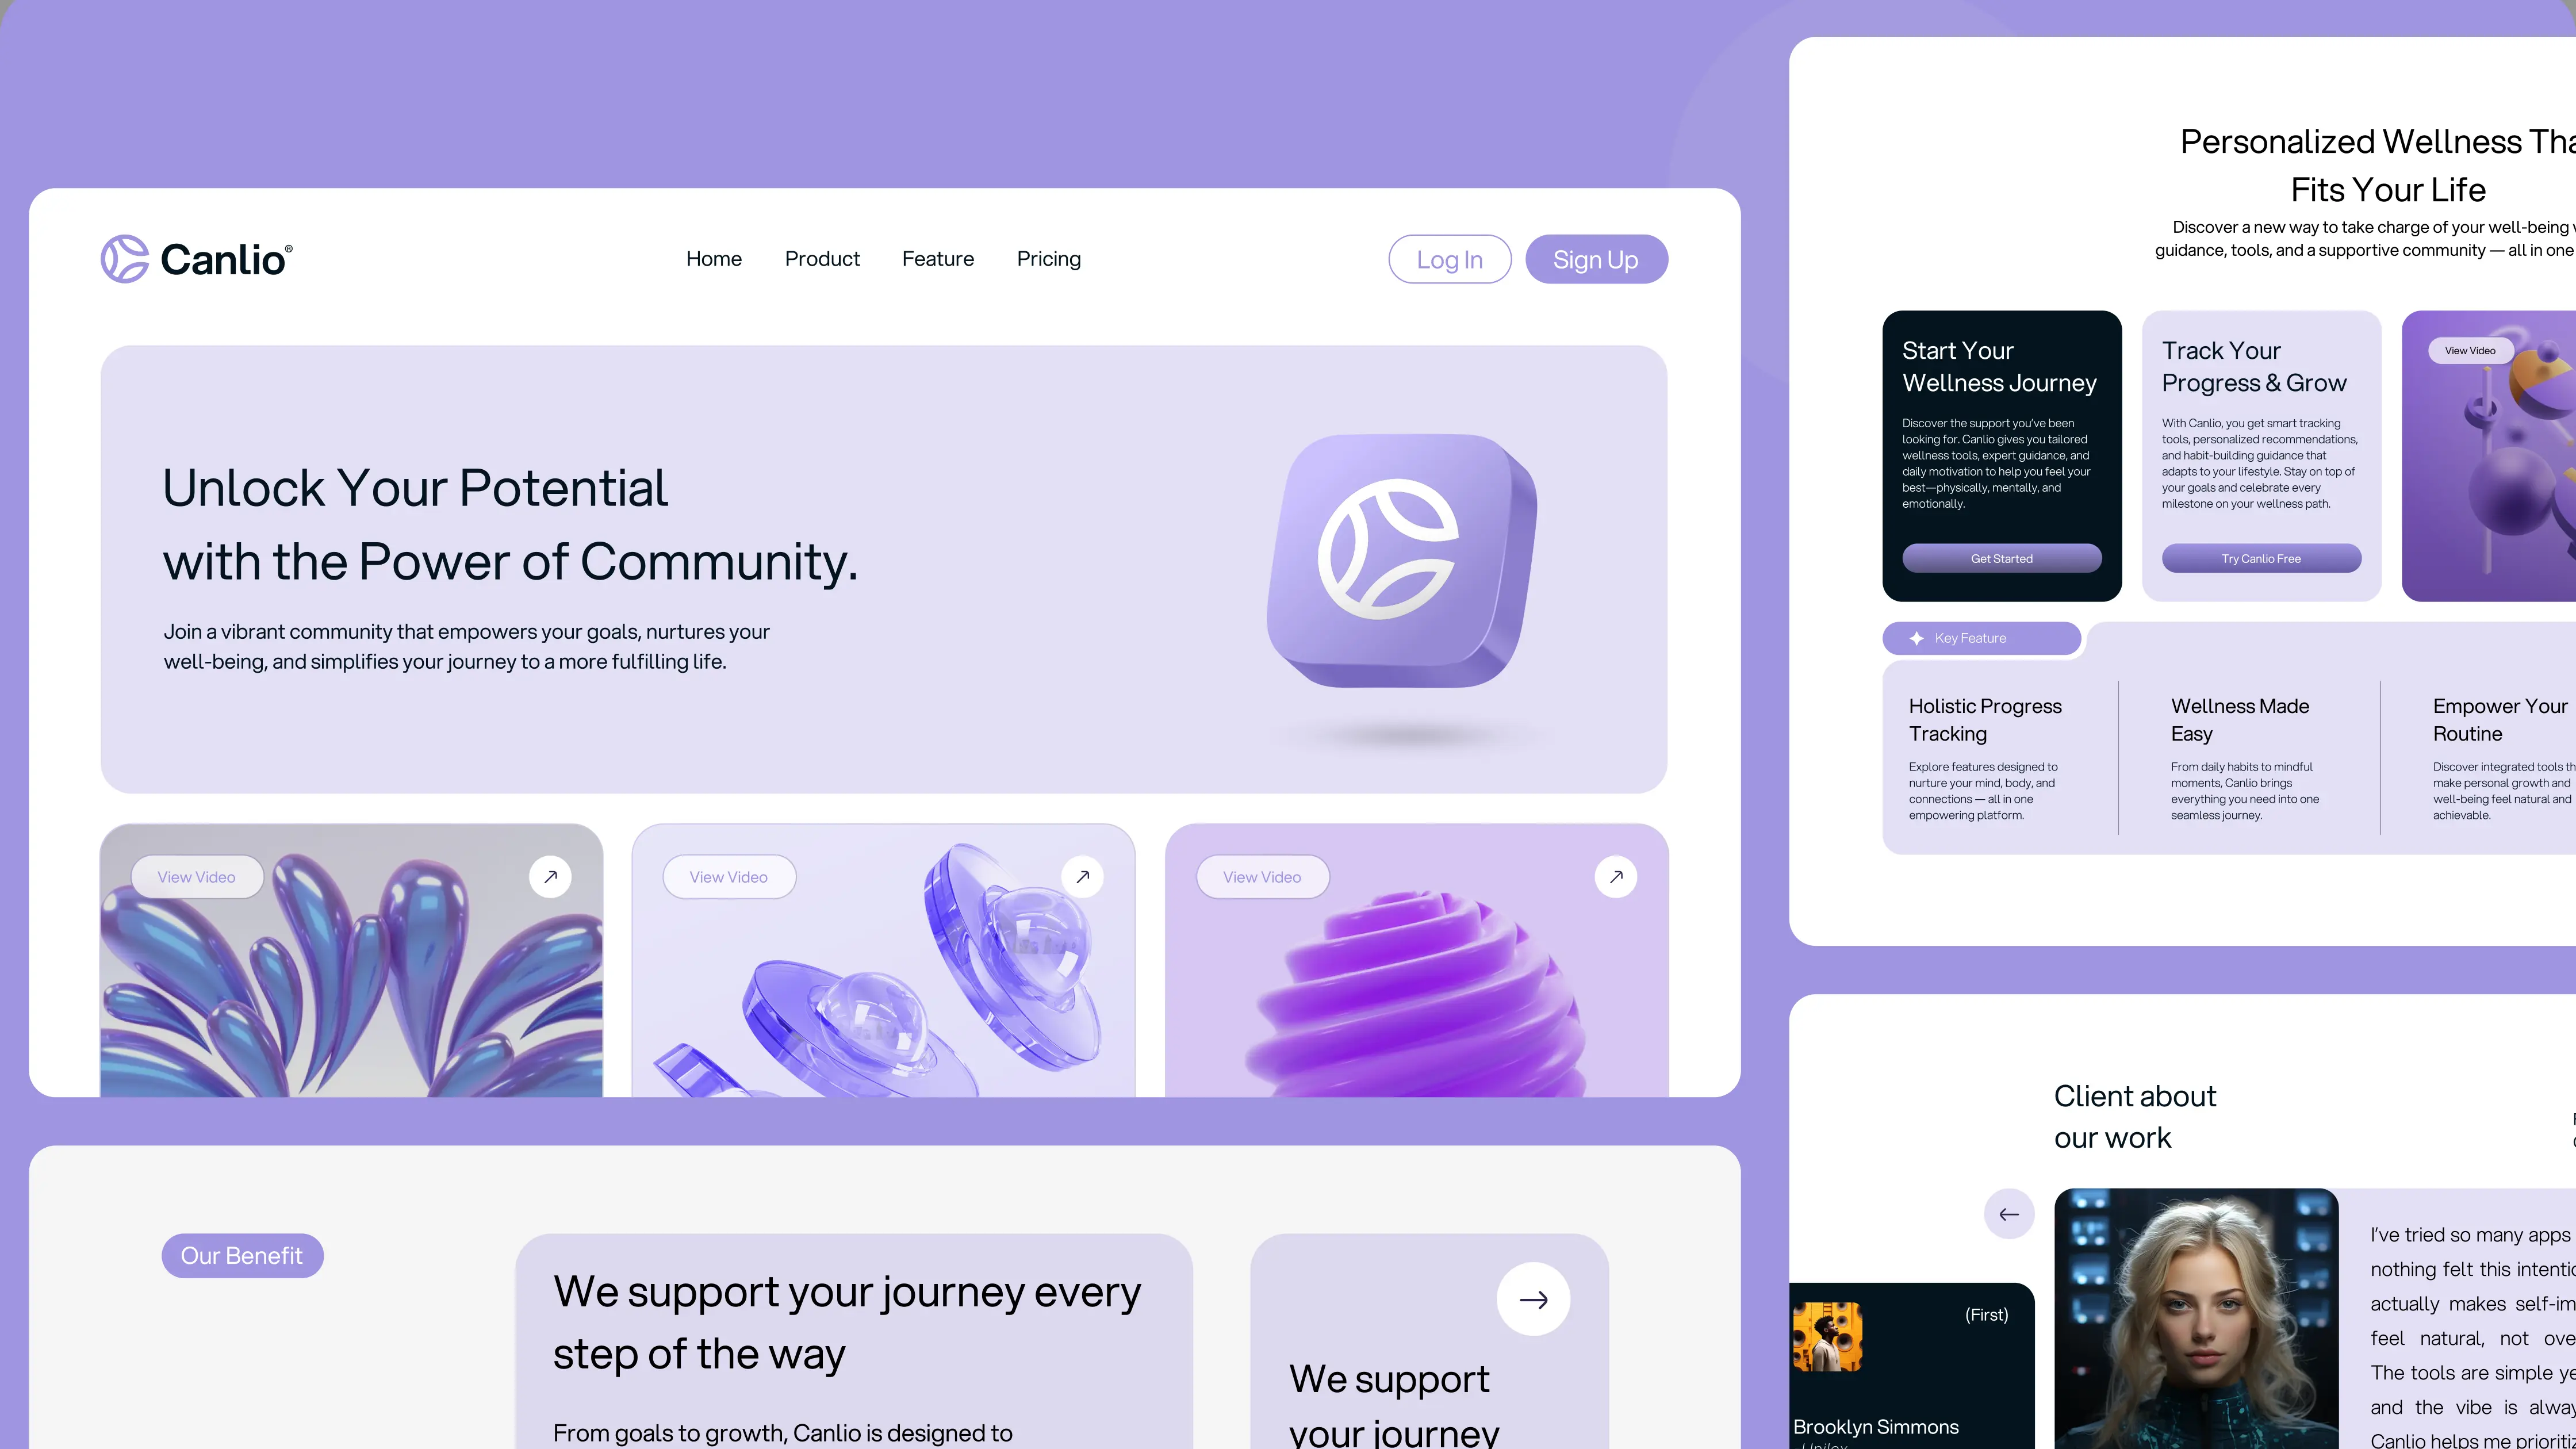 Canlio®
Home Product Feature Pricing
Log In
Sign Up
Unlock Your Potential
with the Power of Community.
Join a vibrant community that empowers your goals, nurtures your
well-being, and simplifies your journey to a more fulfilling life.
View Video
View Video
View Video
Our Benefit
We support your journey every
step of the way
From goals to growth, Canlio is designed to
We support
your journey
Personalized Wellness Tha
Fits Your Life
Discover a new way to take charge of your well-being
guidance, tools, and a supportive community — all in one
Start Your
Wellness Journey
Discover the support you've been
looking for. Canlio gives you tailored
wellness tools, expert guidance, and
daily motivation to help you feel your
best—physically, mentally, and
emotionally.
Get Started
Track Your
Progress & Grow
With Canlio, you get smart tracking
tools, personalized recommendations,
and habit-building guidance that
adapts to your lifestyle. Stay on top of
your goals and celebrate every
milestone on your wellness path.
Try Canlio Free
View Video
Key Feature
Holistic Progress
Tracking
Explore features designed to
nurture your mind, body, and
connections — all in one
empowering platform.
Wellness Made
Easy
From daily habits to mindful
moments, Canlio brings
everything you need into one
seamless journey.
Empower Your
Routine
Discover integrated tools th
make personal growth and
well-being feel natural and
achievable.
Client about
our work
(First)
Brooklyn Simmons
I've tried so many apps
nothing felt this intentio
actually makes self-im
feel natural, not ove
The tools are simple ye
and the vibe is alway
Canlio helps me prioritiz